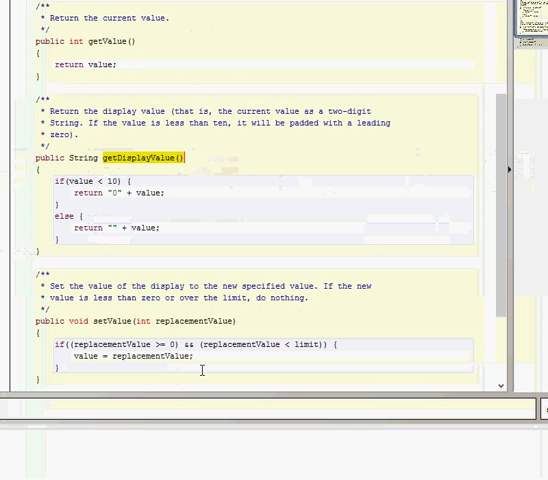 /**
* Return the current value.
*/
public int getValue()
{
return value;
}
/**
* Return the display value (that is, the current value as a two-digit
* String. If the value is less than ten, it will be padded with a leading
* zero).
*/
public String getDisplayValue()
{
if(value < 10) {
return "0" + value;
}
else {
return "" + value;
}
}
/**
* Set the value of the display to the new specified value. If the new
* value is less than zero or over the limit, do nothing.
*/
public void setValue(int replacementValue)
{
if((replacementValue >= 0) && (replacementValue < limit)) {
value = replacementValue;
}
}